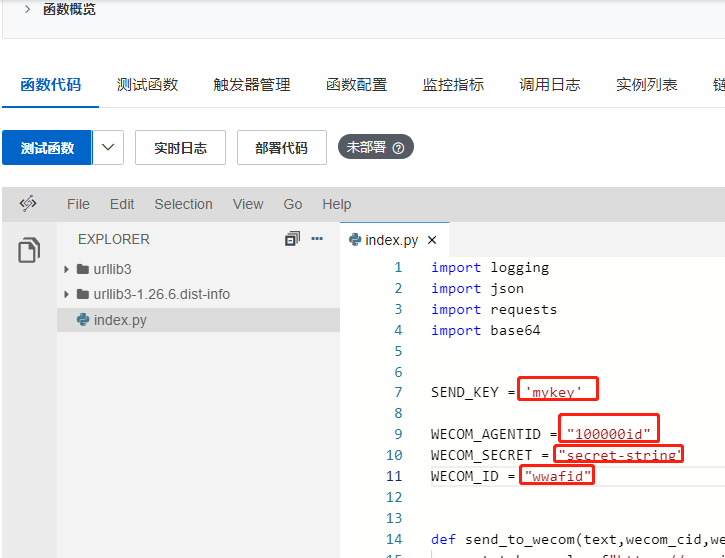 函数概览
函数代码 测试函数 触发器管理 函数配置 监控指标 调用日志 实例列表
测试函数 实时日志 部署代码 未部署
File Edit Selection View Go Help
EXPLORER
urllib3
urllib3-1.26.6.dist-info
index.py
index.py
1 import logging
2 import json
3 import requests
4 import base64
5
6
7 SEND_KEY = 'mykey'
8
9 WECOM_AGENTID = "100000id"
10 WECOM_SECRET = "secret-string"
11 WECOM_ID = "wwafid"
12
13
14 def send_to_wecom(text,wecom_cid,we